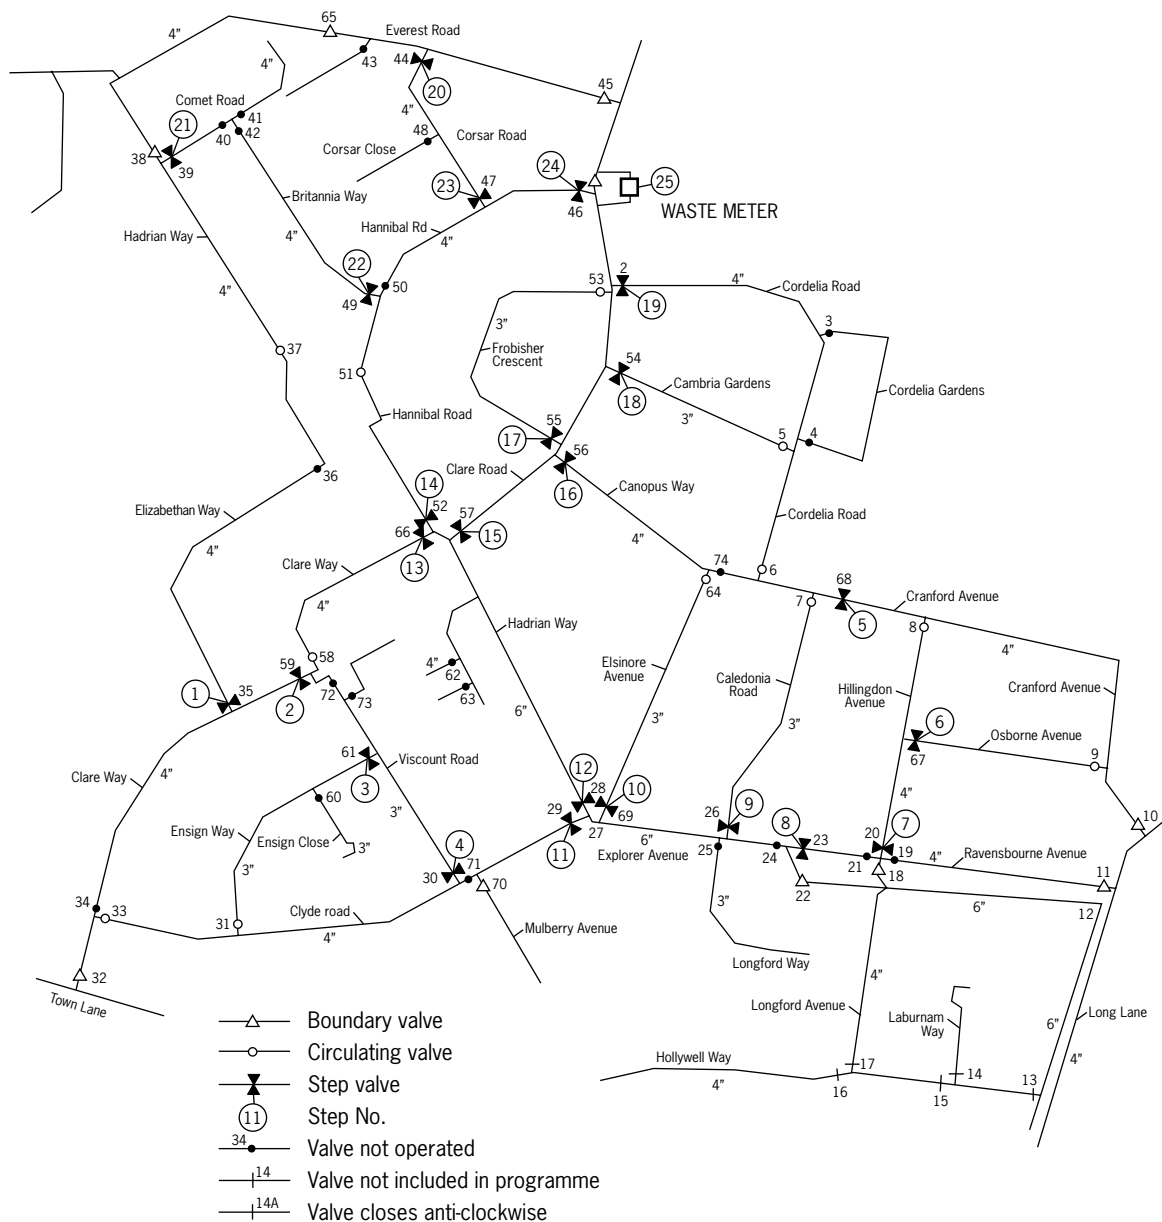 65
4”
Everest Road
44
43
4”
20
45
Comet Road
4”
21
41
40
42
48
Corsar Road
38
39
Corsar Close
24
47
23
25
46
WASTE METER
Britannia Way
Hannibal Rd
4”
Hadrian Way
4”
22
2
53
4”
Cordelia Road
50
49
4”
19
3”
3
37
Frobisher
Crescent
54
51
Cambria Gardens
Cordelia Gardens
18
Hannibal Road
3”
55
5
4
17
56
Clare Road
36
14
16
Canopus Way
52
57
Elizabethan Way
66
15
Cordelia Road
4”
4”
13
Clare Way
74
6
68
64
7
Cranford Avenue
4”
5
8
Hadrian Way
4”
58
Elsinore
Avenue
Caledonia
Road
Hillingdon
Avenue
Cranford Avenue
59
4”
62
1
35
2
72
73
63
6”
3”
3”
6
Osborne Avenue
61
67
9
Clare Way
4”
Viscount Road
12
28
10
4”
3
60
29
69
26
9
8
20
7
10
3”
27
6”
23
Ensign Way
Ensign Close
3”
11
Explorer Avenue
25
24
21
19
4”
Ravensbourne Avenue
4
71
3”
30
70
18
11
22
34
33
31
Clyde road
3”
6”
12
4”
Mulberry Avenue
32
Longford Way
4”
Town Lane
Longford Avenue
Laburnam
Way
Long Lane
6”
4”
Hollywell Way
17
4”
14
13
16
15
Boundary valve
Circulating valve
Step valve
11 Step No.
34 Valve not operated
14 Valve not included in programme
14A Valve closes anti-clockwise